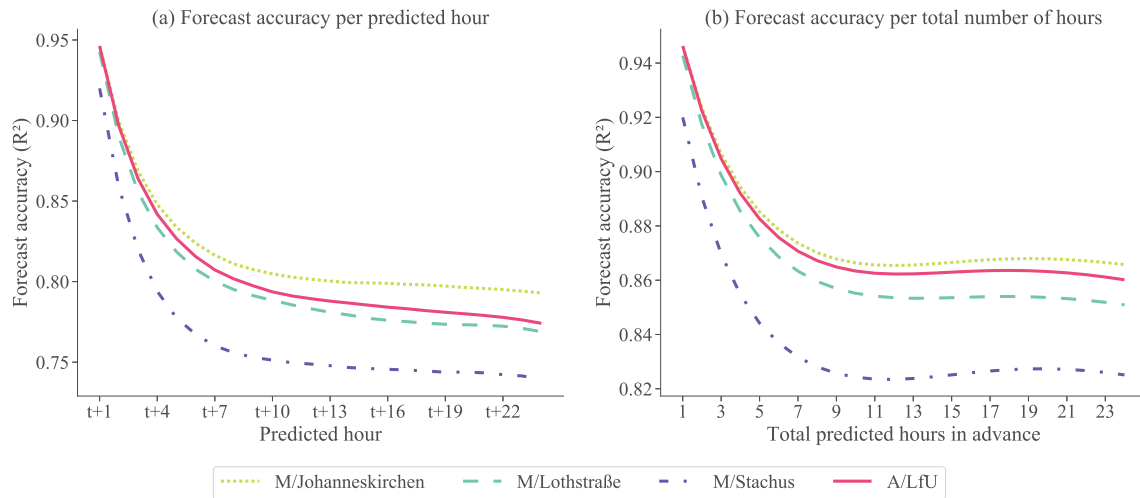 (a) Forecast accuracy per predicted hour
0.95
0.90
0.85
0.80
0.75
Forecast accuracy (R²)
t+1 t+4 t+7 t+10 t+13 t+16 t+19 t+22
Predicted hour
(b) Forecast accuracy per total number of hours
0.94
0.92
0.90
0.88
0.86
0.84
0.82
Forecast accuracy (R²)
1 3 5 7 9 11 13 15 17 19 21 23
Total predicted hours in advance
M/Johanneskirchen M/Lothstraße M/Stachus A/LfU